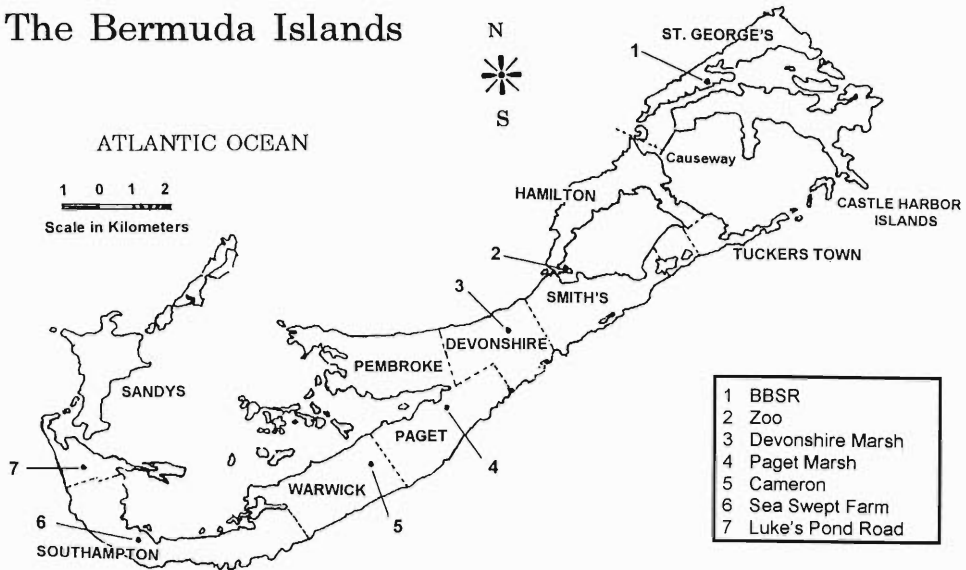 The Bermuda Islands
N
S
ATLANTIC OCEAN
1 0 1 2
Scale in Kilometers
ST. GEORGE'S
1
Causeway
HAMILTON
CASTLE HARBOR
ISLANDS
TUCKERS TOWN
2
SMITH'S
3
DEVONSHIRE
PEMBROKE
SANDYS
PAGET
4
7
WARWICK
5
6
SOUTHAMPTON
1 BBSR
2 Zoo
3 Devonshire Marsh
4 Paget Marsh
5 Cameron
6 Sea Swept Farm
7 Luke's Pond Road